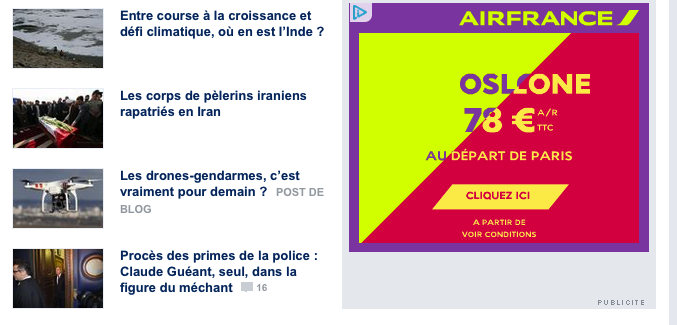 Entre course à la croissance et
défi climatique, où en est l'Inde ?
Les corps de pèlerins iraniens
rapatriés en Iran
Les drones-gendarmes, c'est
vraiment pour demain ? POST DE
BLOG
Procès des primes de la police :
Claude Guéant, seul, dans la
figure du méchant 16
AIRFRANCE
78 € A/R
TTC
AU DÉPART DE PARIS
CLIQUEZ ICI
A PARTIR DE
VOIR CONDITIONS
PUBLICITE